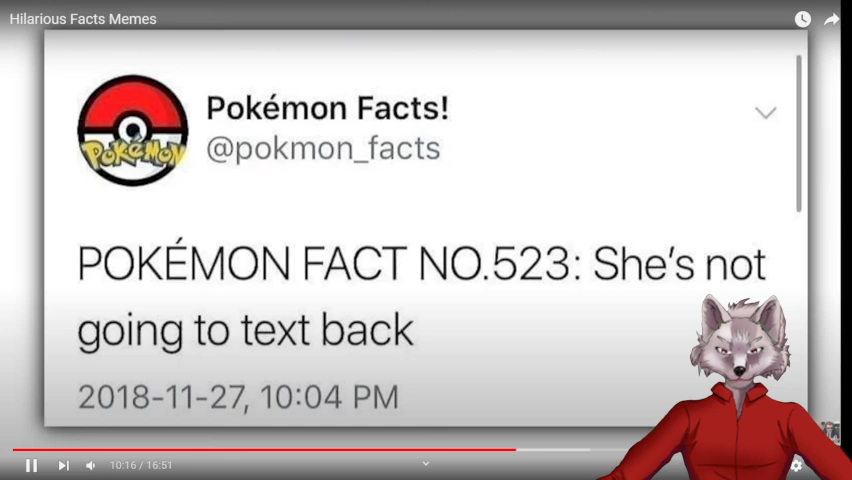 Hilarious Facts Memes
Pokémon Facts!
POKÉMON
@pokmon_facts
POKÉMON FACT NO.523: She's not
going to text back
2018-11-27, 10:04 PM
10:16 / 16:51